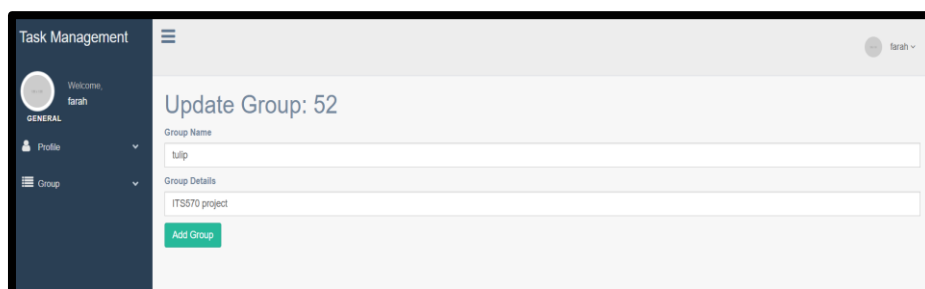 Task Management
Welcome,
farah
GENERAL
Profile
Group
farah
Update Group: 52
Group Name
tulip
Group Details
ITS570 project
Add Group